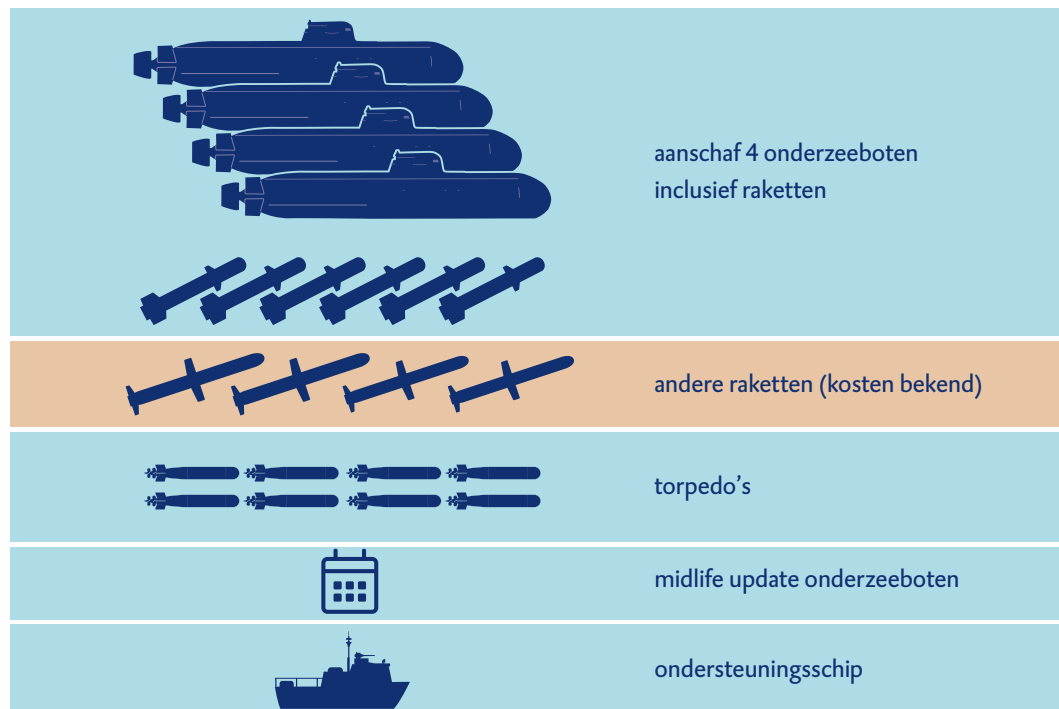 aanschaf 4 onderzeeboten
inclusief raketten
andere raketten (kosten bekend)
torpedo’s
midlife update onderzeeboten
ondersteuningsschip